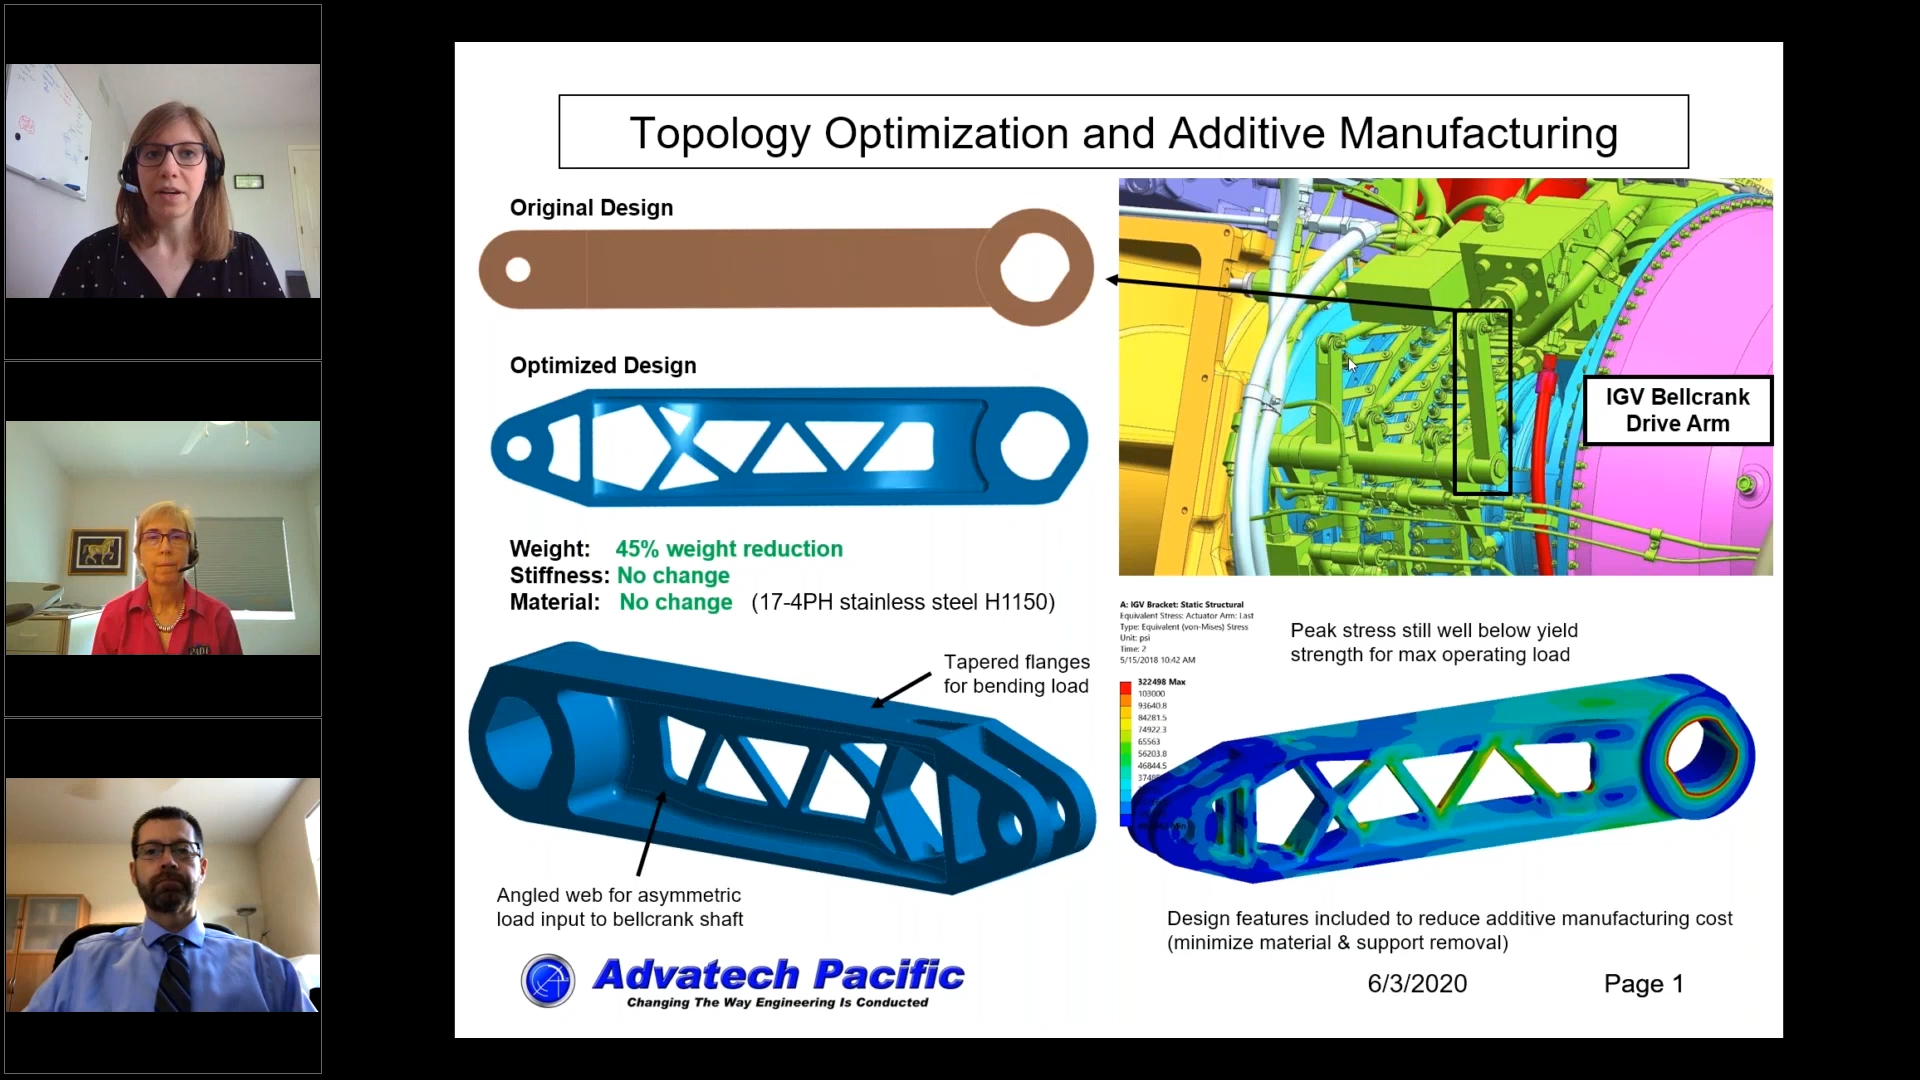 Topology Optimization and Additive Manufacturing
Original Design
Optimized Design
IGV Bellcrank
Drive Arm
Weight: 45% weight reduction
Stiffness: No change
Material: No change (17-4PH stainless steel H1150)
A: IGV Bracket: Static Structural
Equivalent Stress: Actuator Arm: Last
Type: Equivalent (von-Mises) Stress
Unit: psi
Time: 2
5/15/2018 10:42 AM
Peak stress still well below yield
strength for max operating load
322498 Max
103000
93640.8
84281.5
74922.3
65563
56203.8
46844.5
Tapered flanges
for bending load
Angled web for asymmetric
load input to bellcrank shaft
Design features included to reduce additive manufacturing cost
(minimize material & support removal)
Advatech Pacific
Changing The Way Engineering Is Conducted
6/3/2020
Page 1